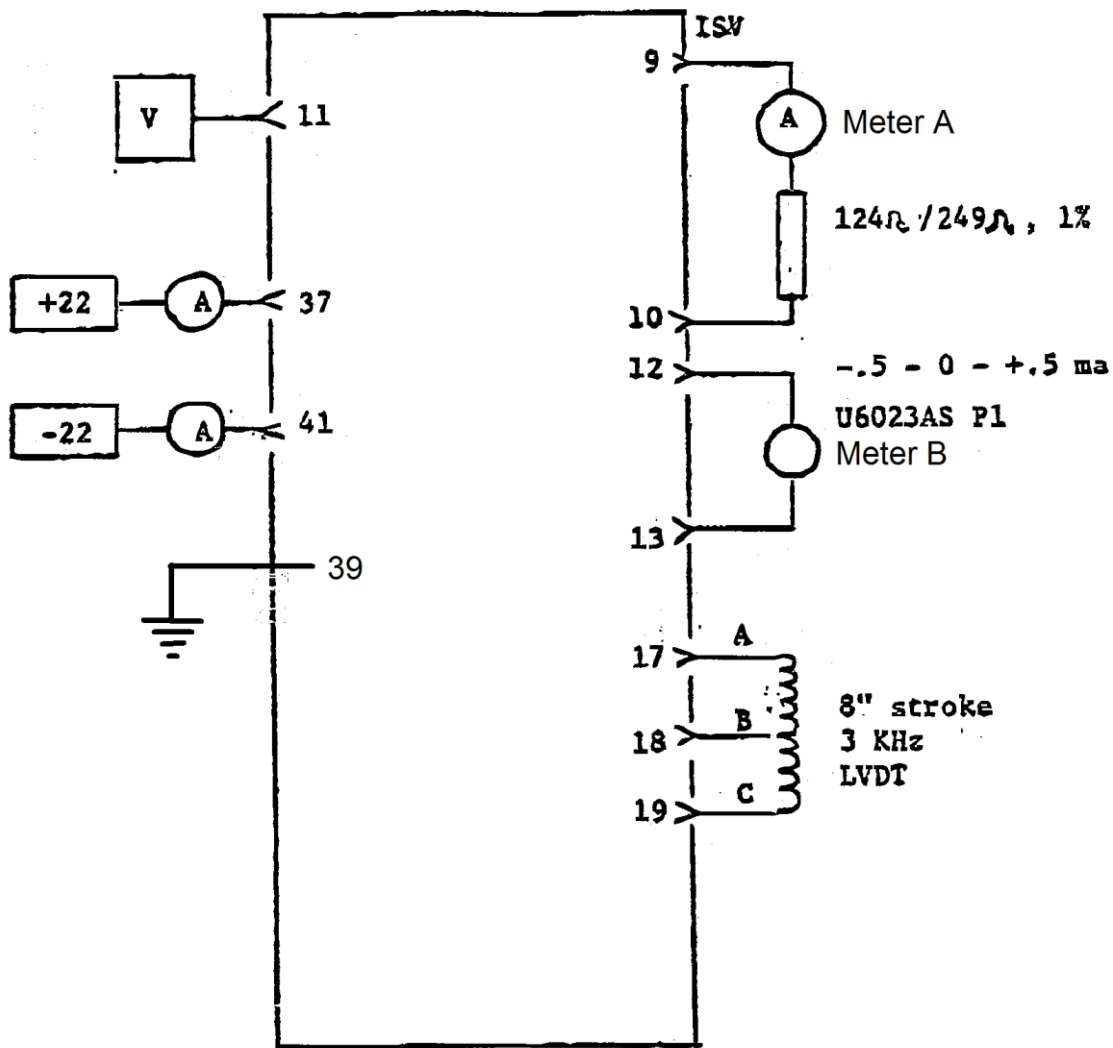 ISV
9
V
11
A
Meter A
124Ω/249Ω, 1%
+22
A
37
10
12
-.5 - 0 - +.5 ma
U6023AS P1
-22
A
41
Meter B
13
39
17
A
8" stroke
18
B
3 KHz
LVDT
19
C